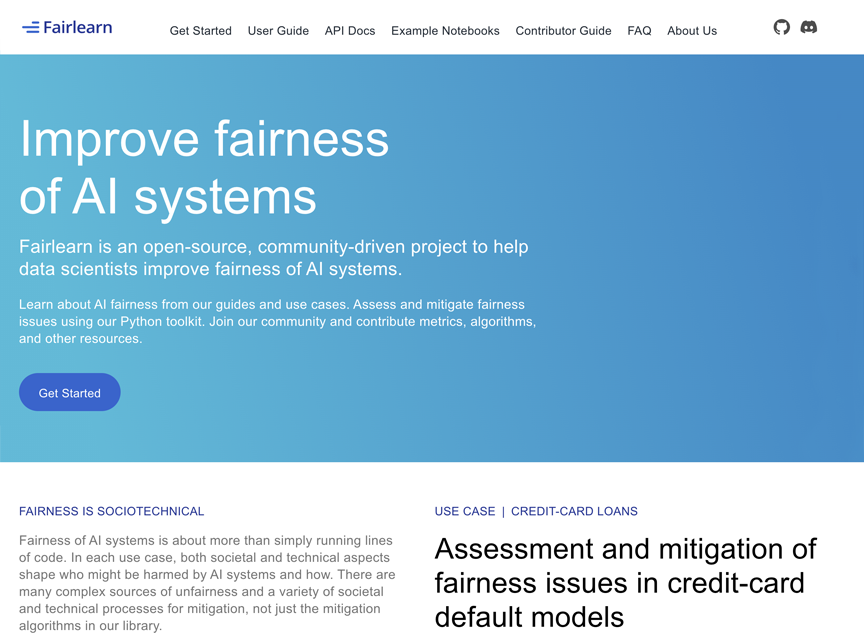 Fairlearn
Get Started
User Guide
API Docs
Example Notebooks
Contributor Guide
FAQ
About Us
Improve fairness
of AI systems
Fairlearn is an open-source, community-driven project to help
data scientists improve fairness of AI systems.
Learn about AI fairness from our guides and use cases. Assess and mitigate fairness
issues using our Python toolkit. Join our community and contribute metrics, algorithms,
and other resources.
Get Started
FAIRNESS IS SOCIOTECHNICAL
Fairness of AI systems is about more than simply running lines
of code. In each use case, both societal and technical aspects
shape who might be harmed by AI systems and how. There are
many complex sources of unfairness and a variety of societal
and technical processes for mitigation, not just the mitigation
algorithms in our library.
USE CASE | CREDIT-CARD LOANS
Assessment and mitigation of
fairness issues in credit-card
default models